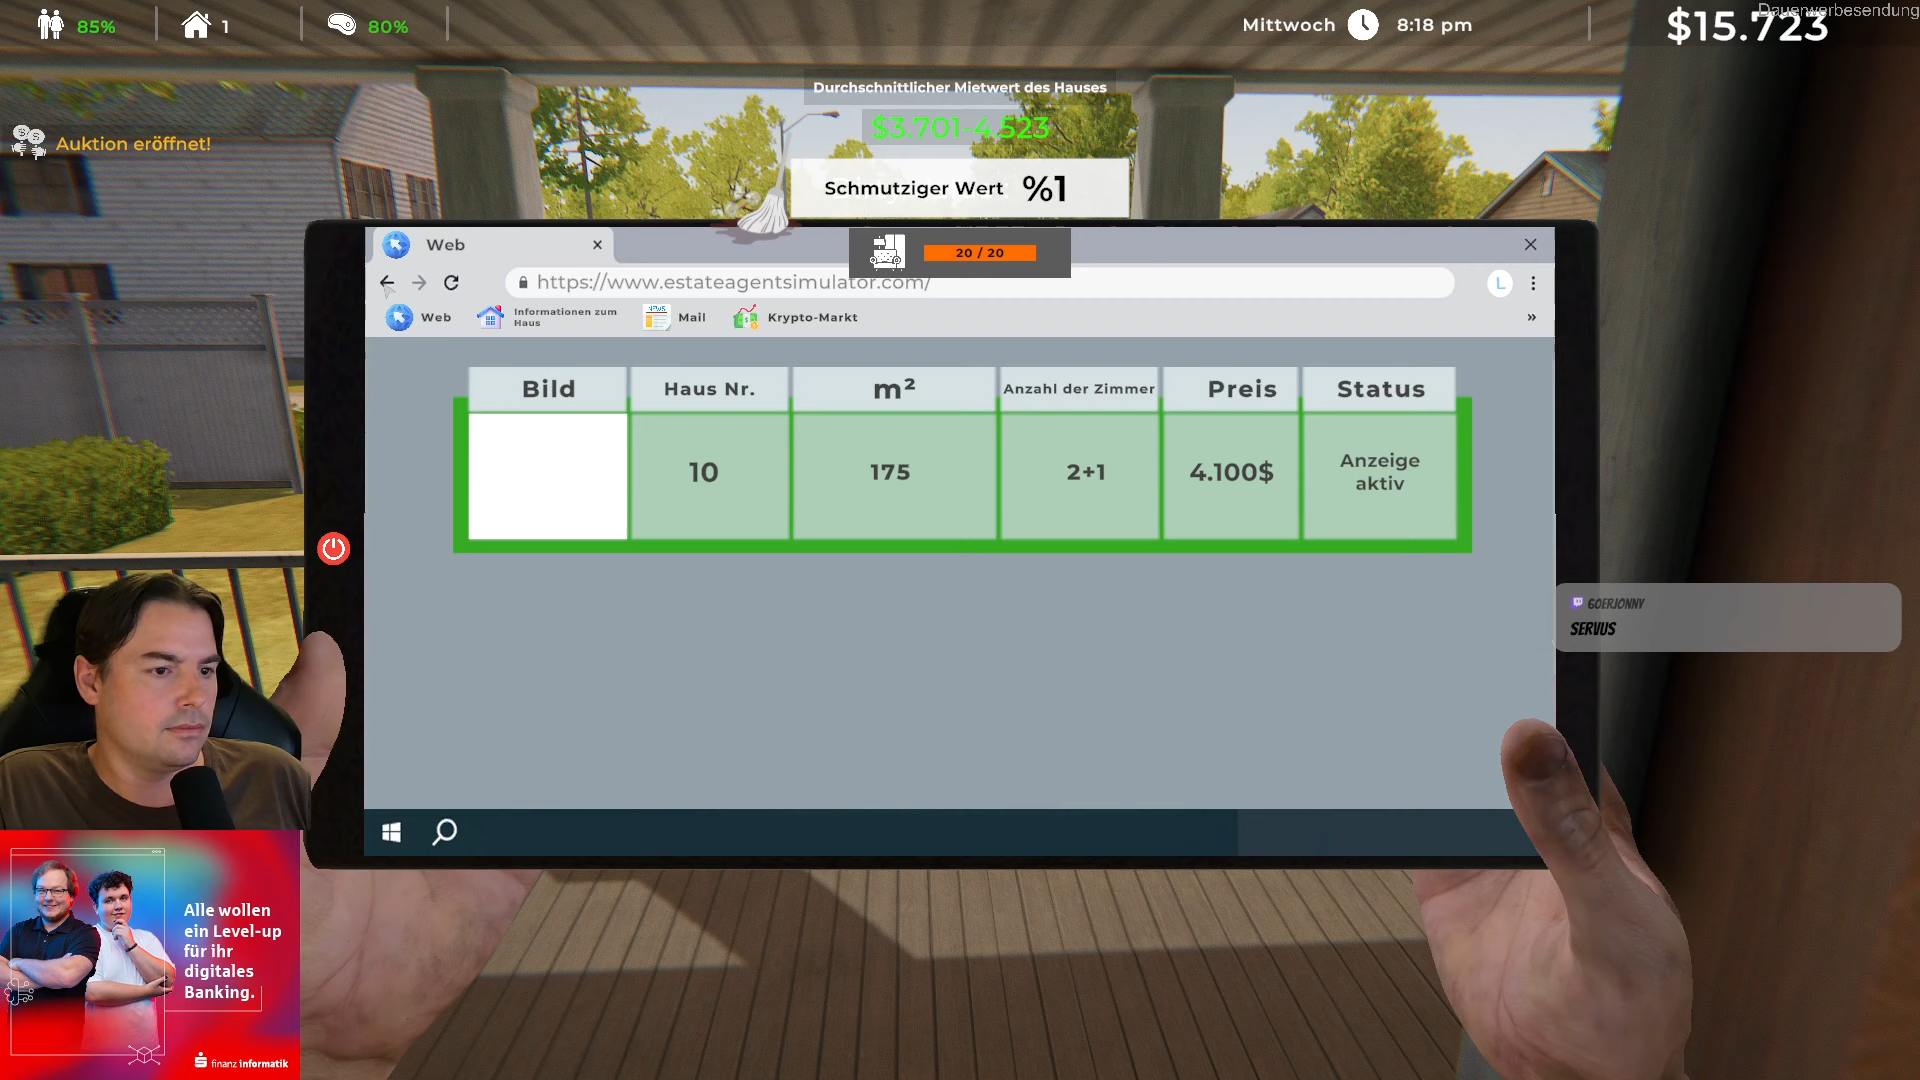 85%
1
80%
Mittwoch
8:18 pm
Dauerwerbesendung
$15.723
Durchschnittlicher Mietwert des Hauses
$3.701-4.523
Auktion eröffnet!
Schmutziger Wert %1
Web
20 / 20
https://www.estateagentsimulator.com/
L
Web
Informationen zum
Haus
NEWS
Mail
Krypto-Markt
»
Bild
Haus Nr.
m²
Anzahl der Zimmer
Preis
Status
10
175
2+1
4.100$
Anzeige
aktiv
GOERJONNY
SERVUS
Alle wollen
ein Level-up
für ihr
digitales
Banking.
finanz informatik